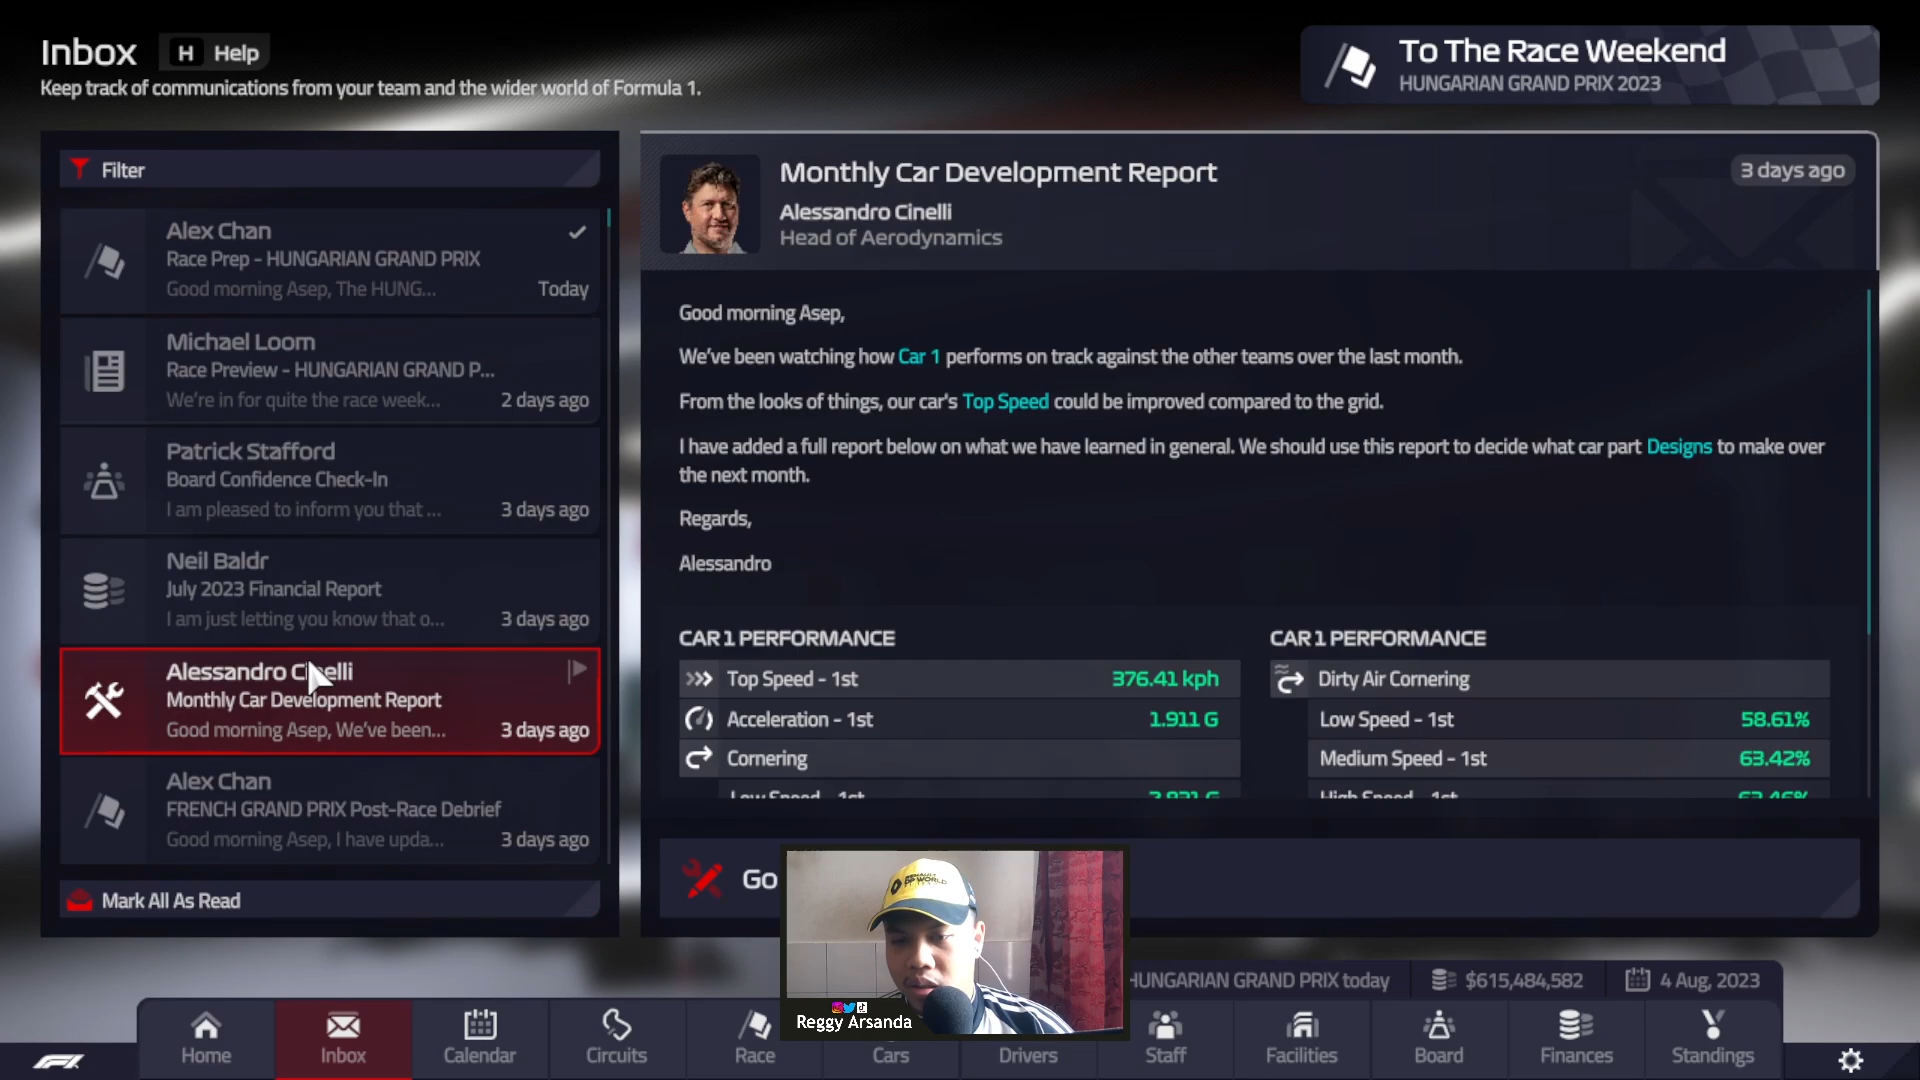 Inbox
H Help
Keep track of communications from your team and the wider world of Formula 1.
To The Race Weekend
HUNGARIAN GRAND PRIX 2023
Filter
Alex Chan
Race Prep - HUNGARIAN GRAND PRIX
Good morning Asep, The HUNG...
Today
Michael Loom
Race Preview - HUNGARIAN GRAND P...
We're in for quite the race week...
2 days ago
Patrick Stafford
Board Confidence Check-In
I am pleased to inform you that ...
3 days ago
Neil Baldr
July 2023 Financial Report
I am just letting you know that o...
3 days ago
Alessandro Cinelli
Monthly Car Development Report
Good morning Asep, We've been...
3 days ago
Alex Chan
FRENCH GRAND PRIX Post-Race Debrief
Good morning Asep, I have upda...
3 days ago
Mark All As Read
Monthly Car Development Report
3 days ago
Alessandro Cinelli
Head of Aerodynamics
Good morning Asep,
We've been watching how Car 1 performs on track against the other teams over the last month.
From the looks of things, our car's Top Speed could be improved compared to the grid.
I have added a full report below on what we have learned in general. We should use this report to decide what car part Designs to make over
the next month.
Regards,
Alessandro
CAR 1 PERFORMANCE
Top Speed - 1st 376.41 kph
Acceleration - 1st 1.911 G
Cornering
Low Speed - 1st
CAR 1 PERFORMANCE
Dirty Air Cornering
Low Speed - 1st 58.61%
Medium Speed - 1st 63.42%
High Speed - 1st
Go
RENAULT
DP WORLD
Reggy Arsanda
HUNGARIAN GRAND PRIX today
$615,484,582
4 Aug, 2023
Home
Inbox
Calendar
Circuits
Race
Cars
Drivers
Staff
Facilities
Board
Finances
Standings